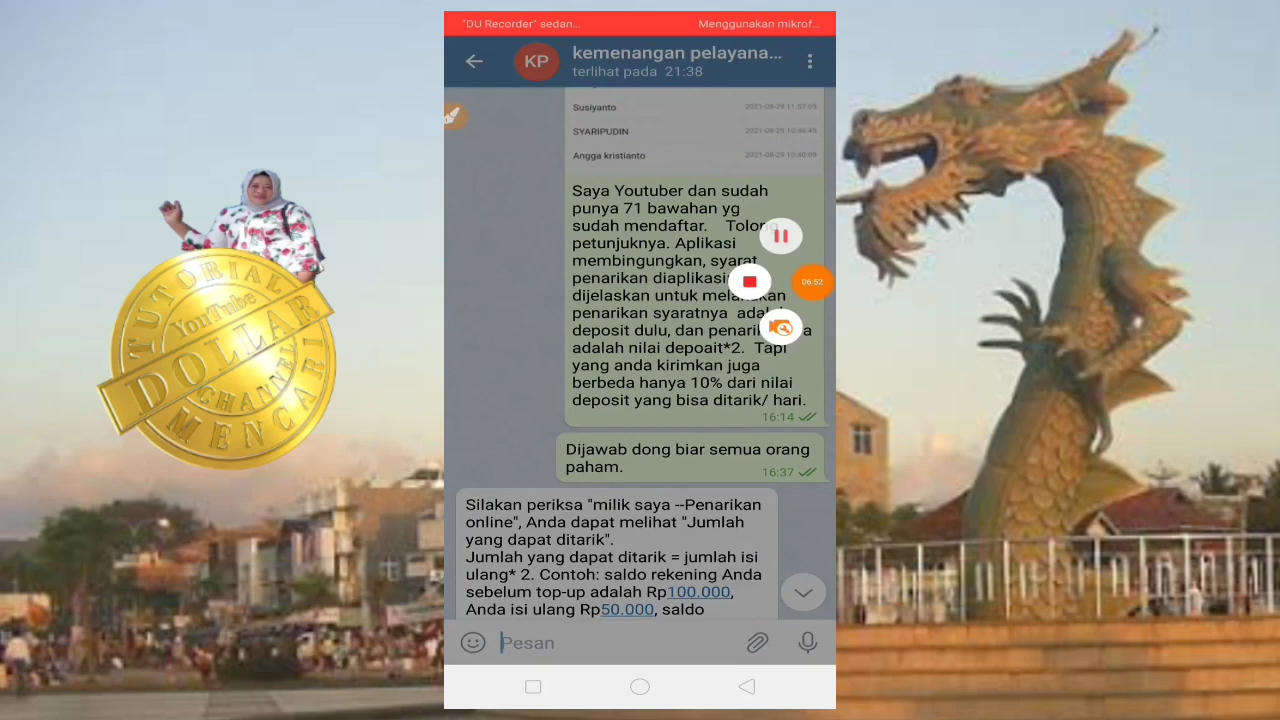 "DU Recorder" sedan...
Menggunakan mikrof...
KP
kemenangan pelayana...
terlihat pada 21:38
Susiyanto 2021-08-29 11:57:05
SYARIPUDIN 2021-08-29 10:46:45
Angga kristianto 2021-08-29 10:40:09
Saya Youtuber dan sudah
punya 71 bawahan yg
sudah mendaftar. Tolong
petunjuknya. Aplikasi
membingungkan, syarat
penarikan diaplikasi
dijelaskan untuk melakukan
penarikan syaratnya adalah
deposit dulu, dan penarik a
adalah nilai depoait*2. Tapi
yang anda kirimkan juga
berbeda hanya 10% dari nilai
deposit yang bisa ditarik/ hari.
16:14
06:52
Dijawab dong biar semua orang
paham.
16:37
Silakan periksa "milik saya --Penarikan
online", Anda dapat melihat "Jumlah
yang dapat ditarik".
Jumlah yang dapat ditarik = jumlah isi
ulang* 2. Contoh: saldo rekening Anda
sebelum top-up adalah Rp100.000,
Anda isi ulang Rp50.000, saldo
Pesan
TUTORIAL
YouTube
DOLLAR
CHANNEL
MENCARI